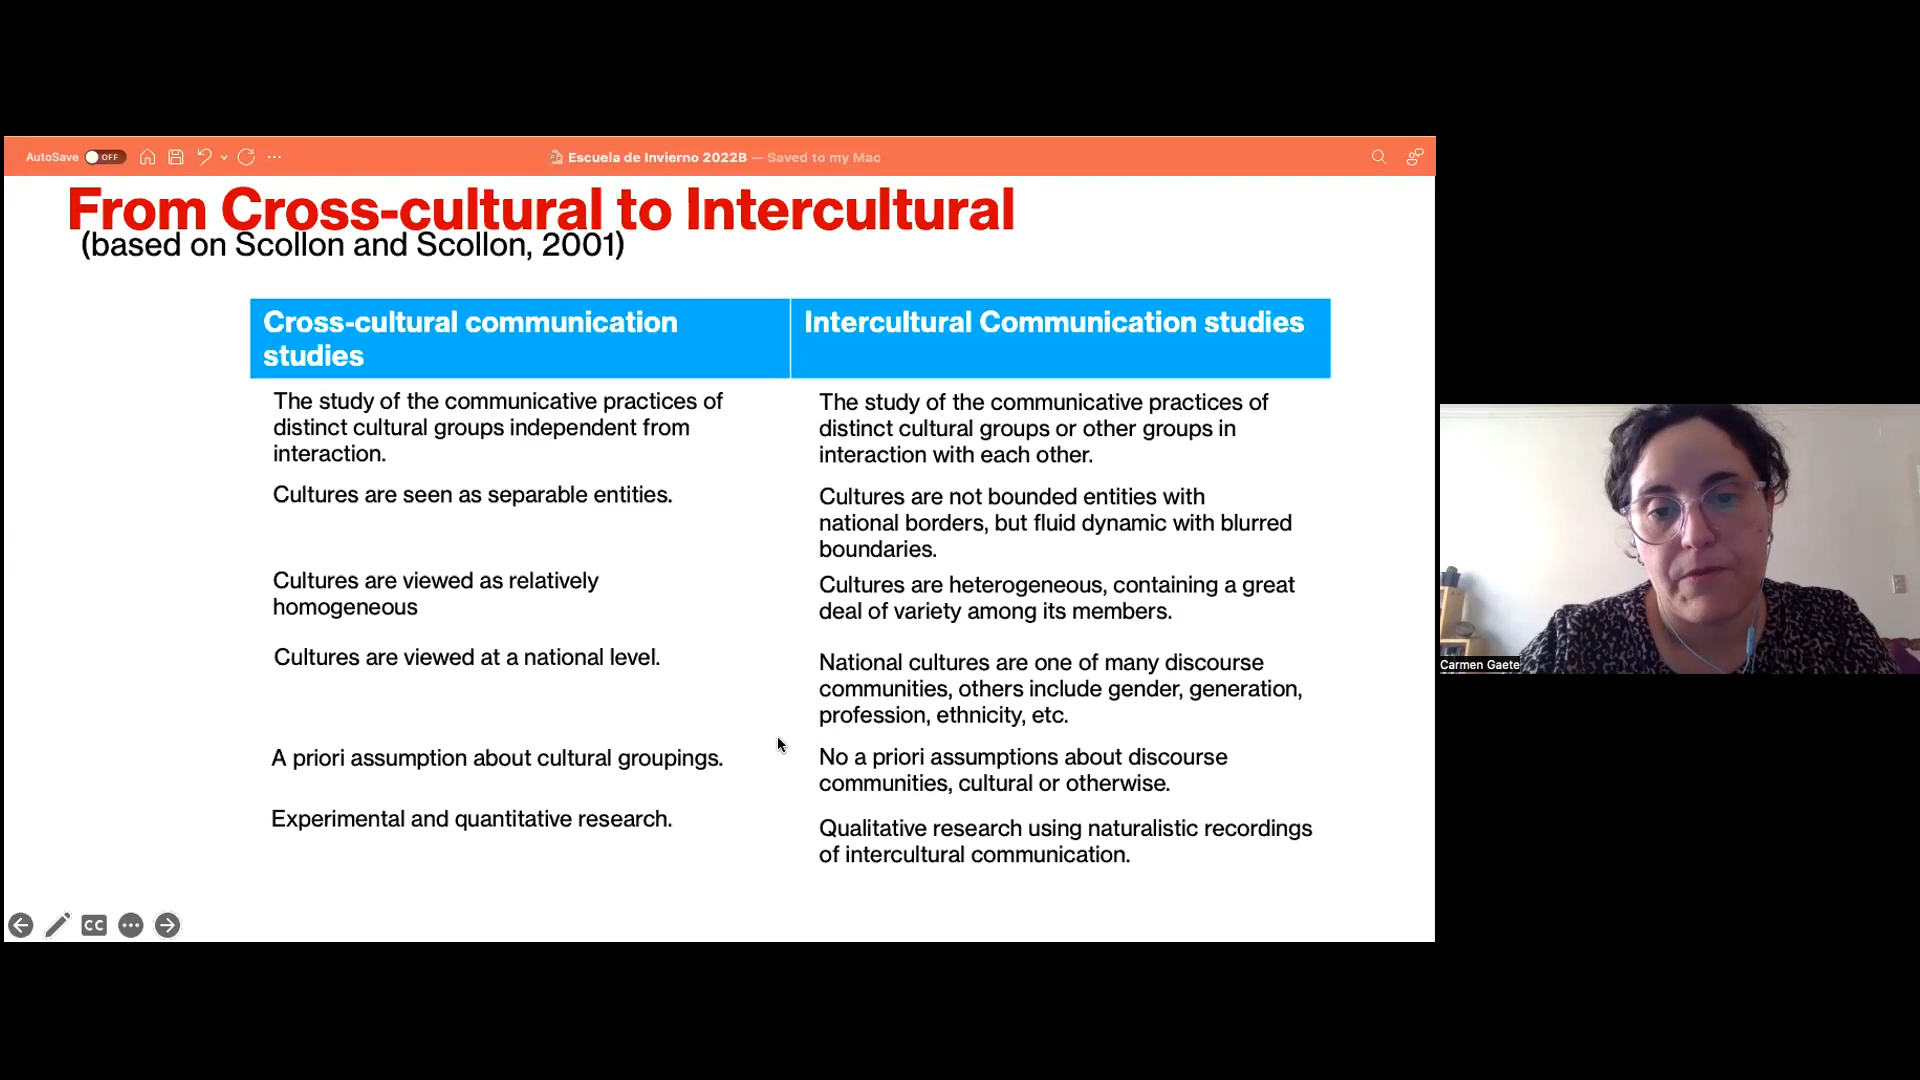 AutoSave OFF
Escuela de Invierno 2022B — Saved to my Mac
From Cross-cultural to Intercultural
(based on Scollon and Scollon, 2001)
Cross-cultural communication
studies
The study of the communicative practices of
distinct cultural groups independent from
interaction.
Cultures are seen as separable entities.
Cultures are viewed as relatively
homogeneous
Cultures are viewed at a national level.
A priori assumption about cultural groupings.
Experimental and quantitative research.
Intercultural Communication studies
The study of the communicative practices of
distinct cultural groups or other groups in
interaction with each other.
Cultures are not bounded entities with
national borders, but fluid dynamic with blurred
boundaries.
Cultures are heterogeneous, containing a great
deal of variety among its members.
National cultures are one of many discourse
communities, others include gender, generation,
profession, ethnicity, etc.
No a priori assumptions about discourse
communities, cultural or otherwise.
Qualitative research using naturalistic recordings
of intercultural communication.
CC
Carmen Gaete